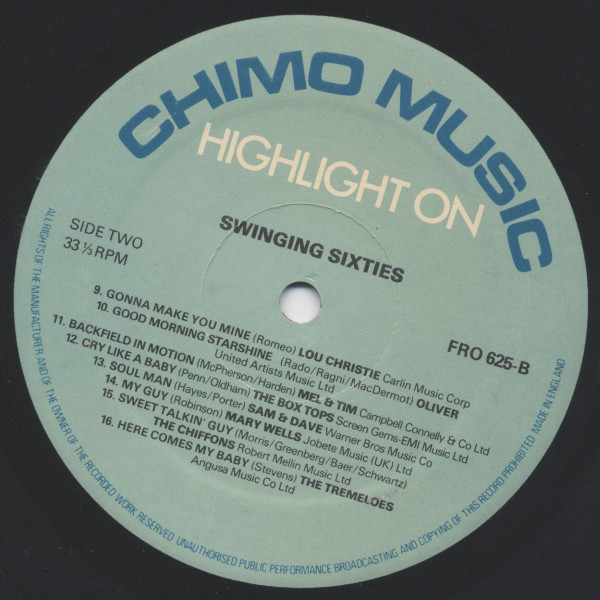 CHIMO MUSIC
HIGHLIGHT ON
SWINGING SIXTIES
SIDE TWO
33 ⅓ RPM
FRO 625-B
9. GONNA MAKE YOU MINE (Romeo) LOU CHRISTIE Carlin Music Corp
10. GOOD MORNING STARSHINE (Rado/Ragni/MacDermot) OLIVER
United Artists Music Ltd
11. BACKFIELD IN MOTION (McPherson/Harden) MEL & TIM Campbell Connelly & Co Ltd
12. CRY LIKE A BABY (Penn/Oldham) THE BOX TOPS Screen Gems-EMI Music Ltd
13. SOUL MAN (Hayes/Porter) SAM & DAVE Warner Bros Music Co
14. MY GUY (Robinson) MARY WELLS Jobete Music (UK) Ltd
15. SWEET TALKIN' GUY (Morris/Greenberg/Baer/Schwartz)
THE CHIFFONS Robert Mellin Music Ltd
16. HERE COMES MY BABY (Stevens) THE TREMELOES
Angusa Music Co Ltd
ALL RIGHTS OF THE MANUFACTURER AND OF THE OWNER OF THE RECORDED WORK RESERVED UNAUTHORISED PUBLIC PERFORMANCE BROADCASTING AND COPYING OF THIS RECORD PROHIBITED MADE IN ENGLAND